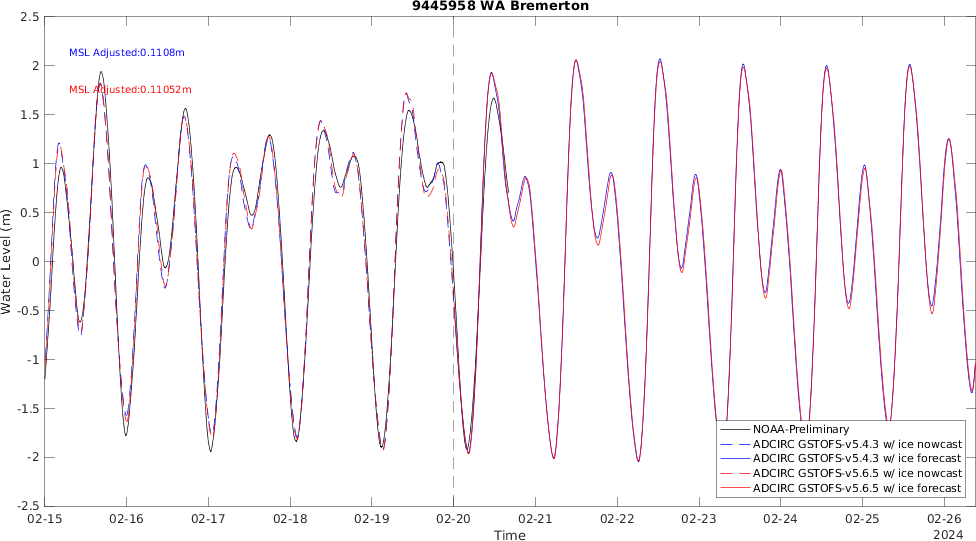 9445958 WA Bremerton
MSL Adjusted:0.1108m
MSL Adjusted:0.11052m
2.5
2
1.5
1
0.5
0
-0.5
-1
-1.5
-2
-2.5
Water Level (m)
NOAA-Preliminary
ADCIRC GSTOFS-v5.4.3 w/ ice nowcast
ADCIRC GSTOFS-v5.4.3 w/ ice forecast
ADCIRC GSTOFS-v5.6.5 w/ ice nowcast
ADCIRC GSTOFS-v5.6.5 w/ ice forecast
02-15 02-16 02-17 02-18 02-19 02-20 02-21 02-22 02-23 02-24 02-25 02-26
Time
2024